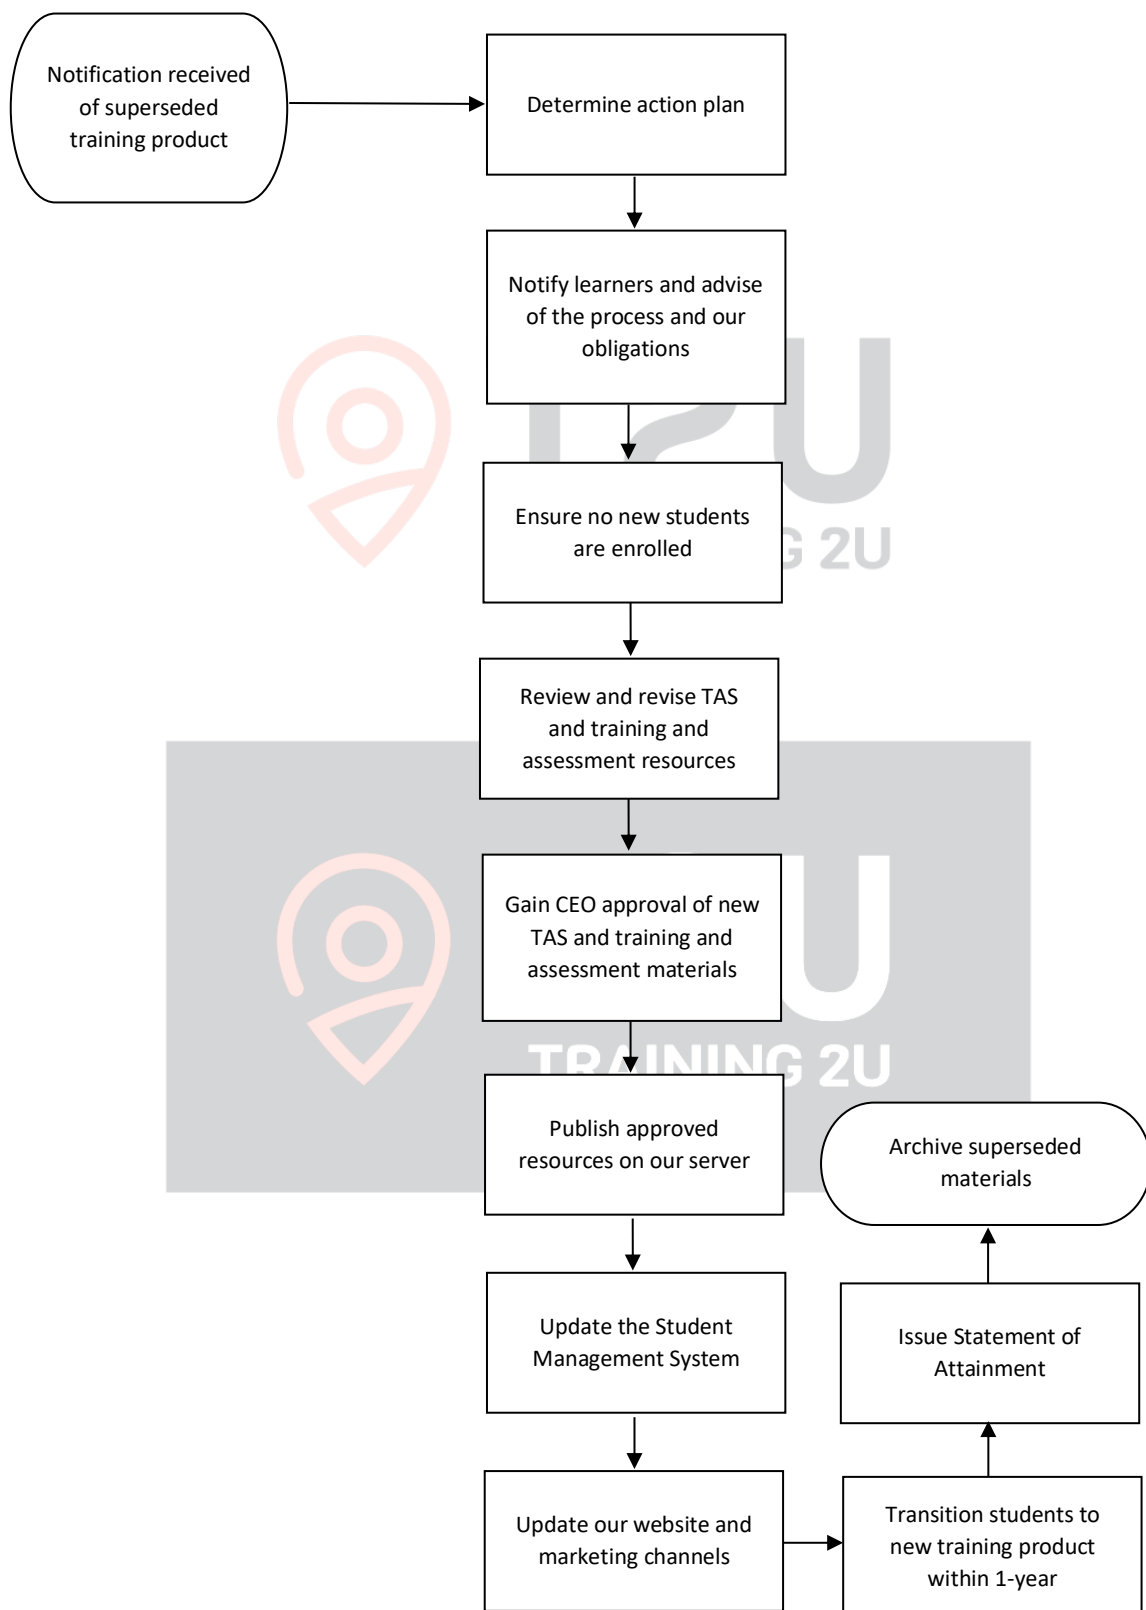 Notification received
of superseded
training product
Determine action plan
Notify learners and advise
of the process and our
obligations
Ensure no new students
are enrolled
G 2U
Review and revise TAS
and training and
assessment resources
Gain CEO approval of new
TAS and training and
assessment materials
U
TRAINING 2U
Publish approved
resources on our server
Archive superseded
materials
Update the Student
Management System
Issue Statement of
Attainment
Update our website and
marketing channels
Transition students to
new training product
within 1-year